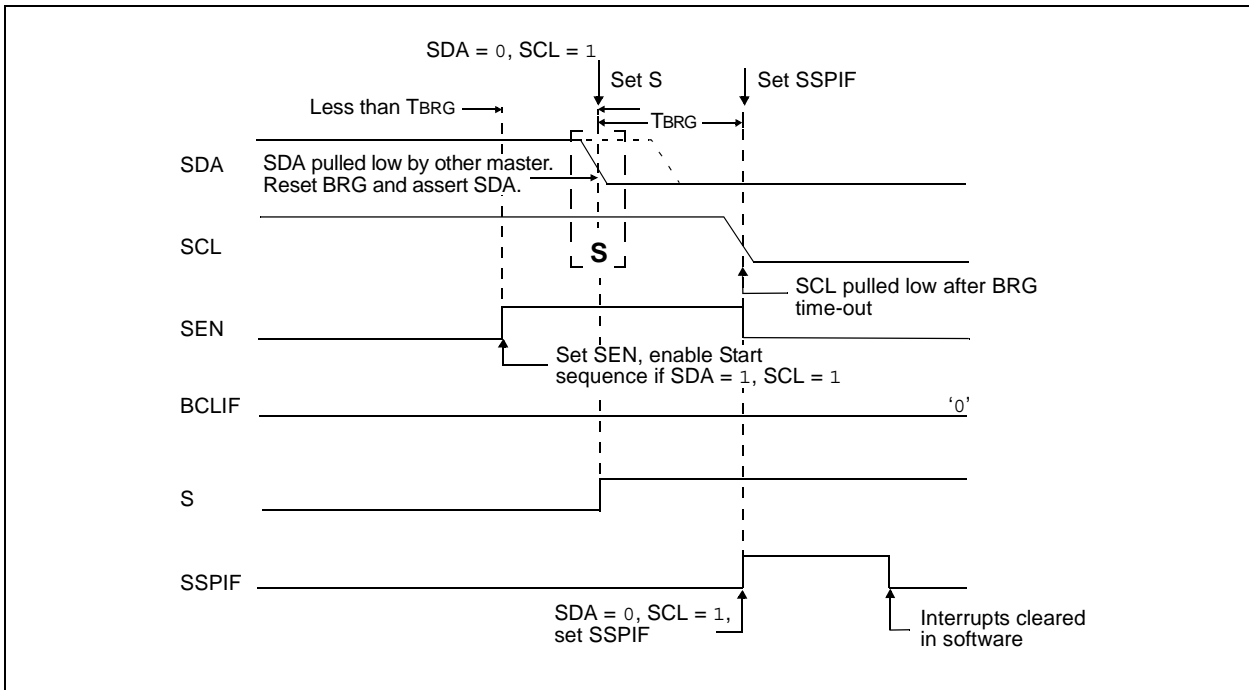 SDA = 0, SCL = 1
Set S
Set SSPIF
Less than TBRG
TBRG
SDA
SDA pulled low by other master.
Reset BRG and assert SDA.
SCL
S
SCL pulled low after BRG
time-out
SEN
Set SEN, enable Start
sequence if SDA = 1, SCL = 1
BCLIF
‘0’
S
SSPIF
SDA = 0, SCL = 1,
set SSPIF
Interrupts cleared
in software